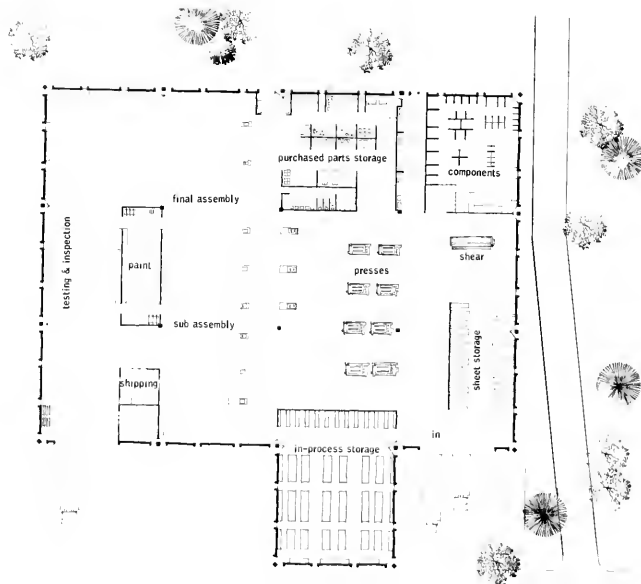 purchased parts storage
components
final assembly
testing & inspection
paint
presses
shear
sub assembly
sheet storage
shipping
in
in-process storage